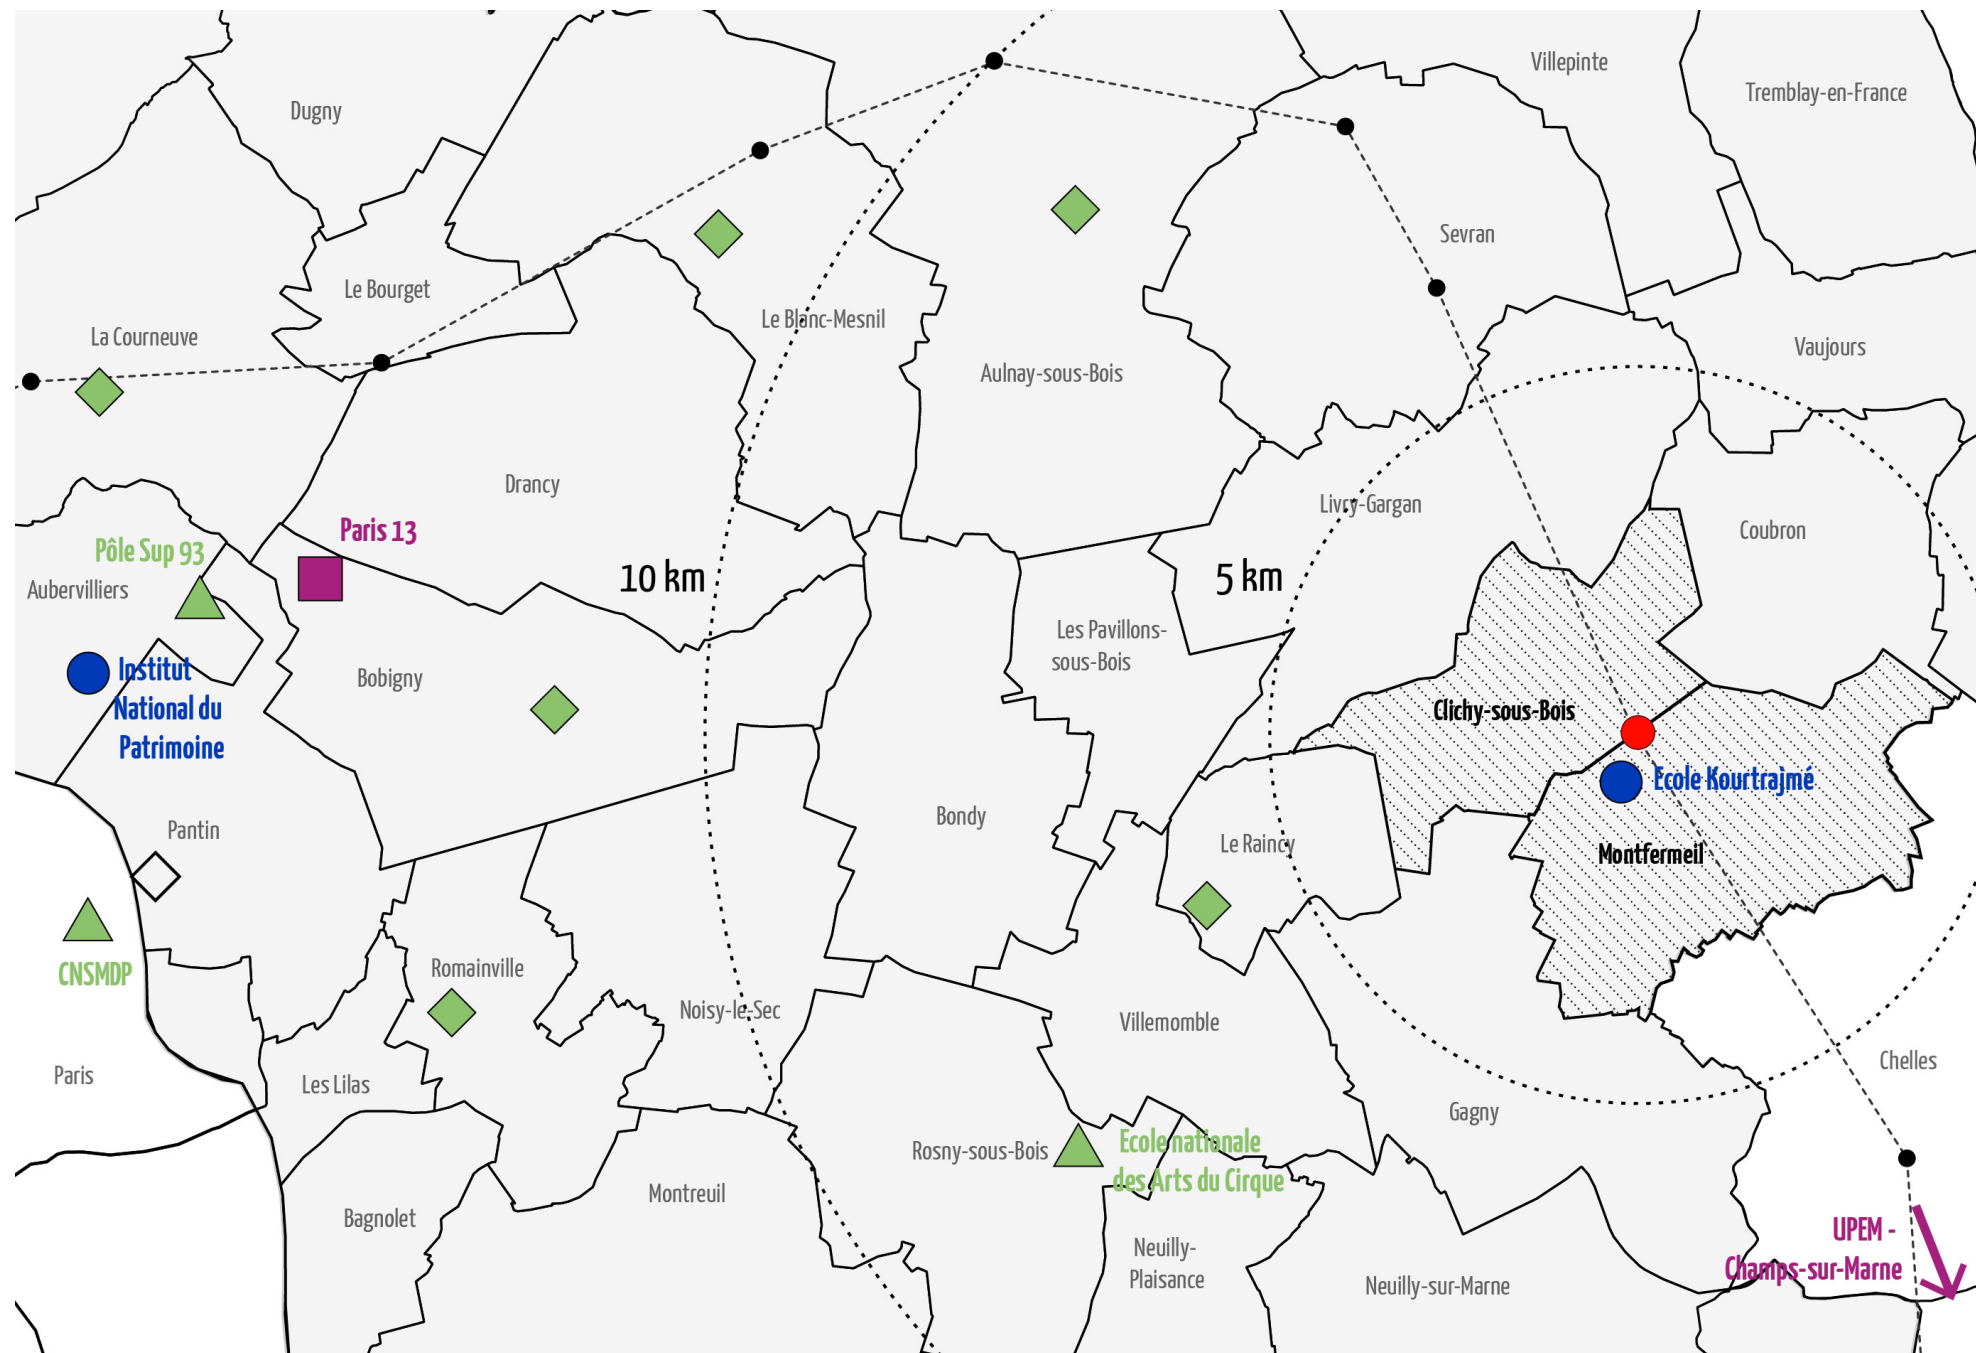 Villepinte
Tremblay-en-France
Dugny
Sevran
Le Bourget
Le Blanc-Mesnil
La Courneuve
Vaujours
Aulnay-sous-Bois
Drancy
Livry-Gargan
Paris 13
Coubron
Pôle Sup 93
10 km
5 km
Aubervilliers
Les Pavillons-
sous-Bois
Institut
National du
Patrimoine
Bobigny
Clichy-sous-Bois
Ecole Kourtrajmé
Pantin
Bondy
Le Raincy
Montfermeil
CNSMDP
Romainville
Noisy-le-Sec
Villemomble
Paris
Les Lilas
Chelles
Gagny
Rosny-sous-Bois
Ecole nationale
des Arts du Cirque
Montreuil
Bagnolet
Neuilly-
Plaisance
Neuilly-sur-Marne
UPEM -
Champs-sur-Marne